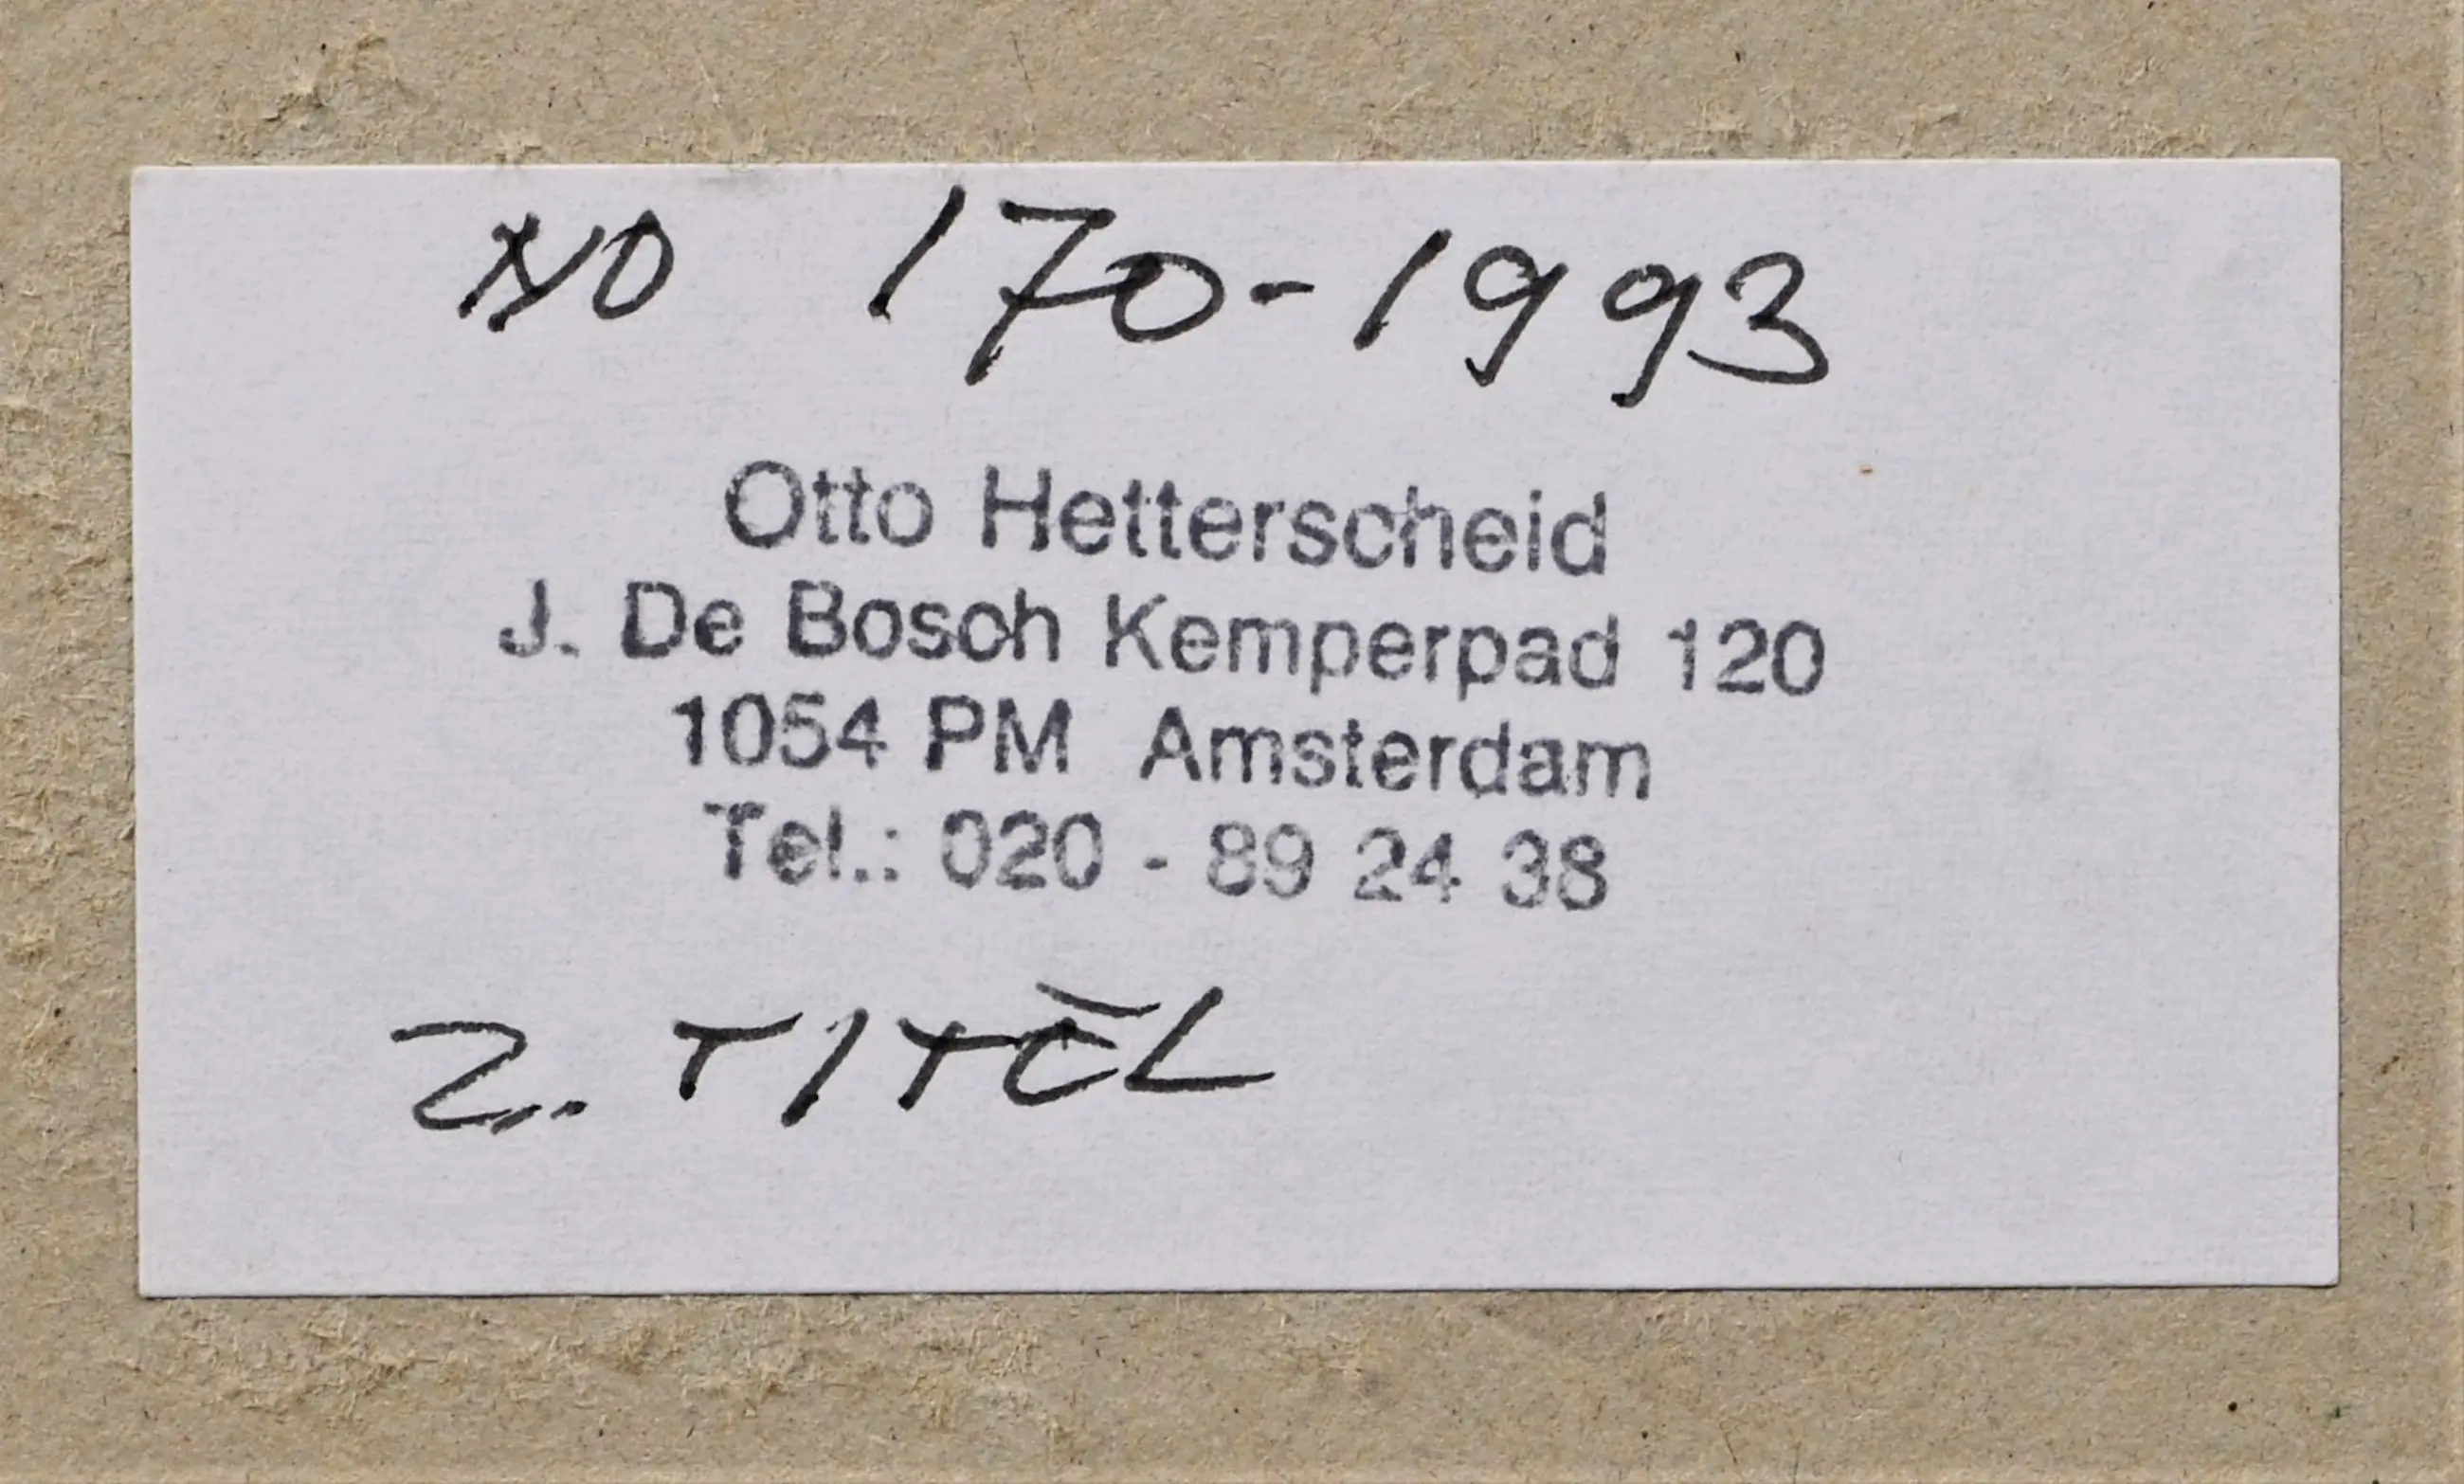 NO 170-1993
Otto Hetterscheid
J. De Bosch Kemperpad 120
1054 PM Amsterdam
Tel.: 020 - 89 24 38
Z. TITEL